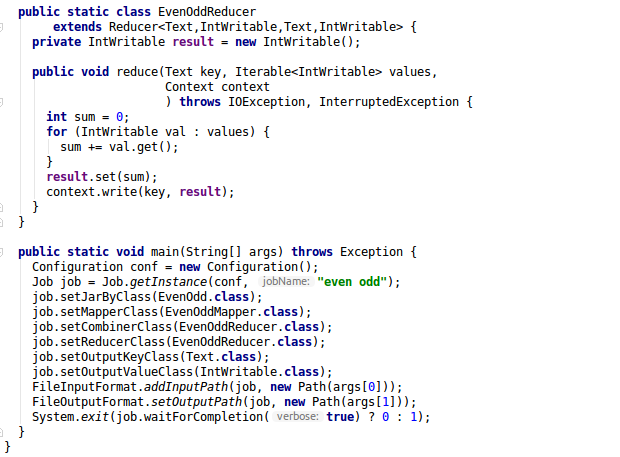 public static class EvenOddReducer
extends Reducer<Text,IntWritable,Text,IntWritable> {
private IntWritable result = new IntWritable();
public void reduce(Text key, Iterable<IntWritable> values,
Context context
) throws IOException, InterruptedException {
int sum = 0;
for (IntWritable val : values) {
sum += val.get();
}
result.set(sum);
context.write(key, result);
}
}
public static void main(String[] args) throws Exception {
Configuration conf = new Configuration();
Job job = Job.getInstance(conf, jobName: "even odd");
job.setJarByClass(EvenOdd.class);
job.setMapperClass(EvenOddMapper.class);
job.setCombinerClass(EvenOddReducer.class);
job.setReducerClass(EvenOddReducer.class);
job.setOutputKeyClass(Text.class);
job.setOutputValueClass(IntWritable.class);
FileInputFormat.addInputPath(job, new Path(args[0]));
FileOutputFormat.setOutputPath(job, new Path(args[1]));
System.exit(job.waitForCompletion( verbose: true) ? 0 : 1);
}
}